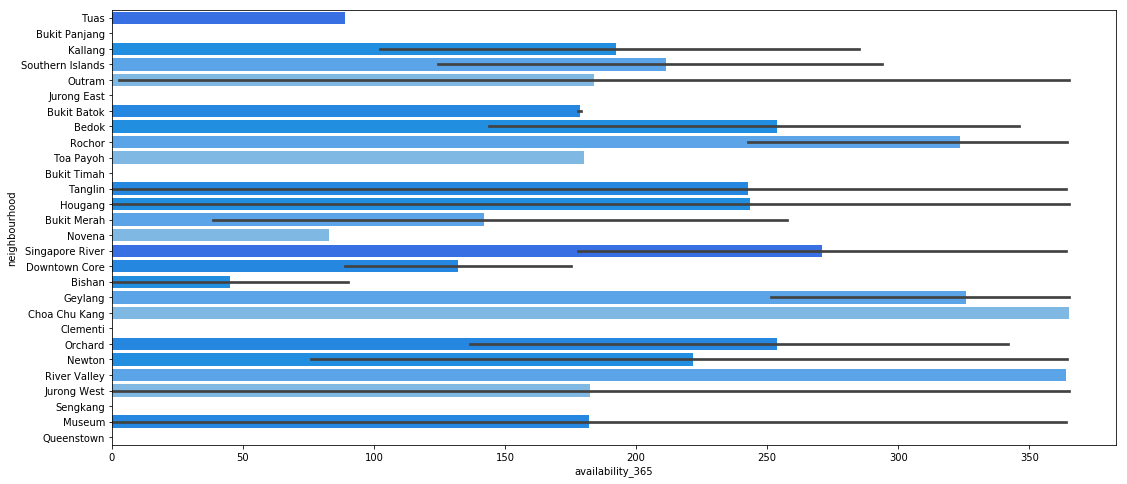 Tuas
Bukit Panjang
Kallang
Southern Islands
Outram
Jurong East
Bukit Batok
Bedok
Rochor
Toa Payoh
Bukit Timah
Tanglin
Hougang
Bukit Merah
Novena
Singapore River
Downtown Core
Bishan
Geylang
Choa Chu Kang
Clementi
Orchard
Newton
River Valley
Jurong West
Sengkang
Museum
Queenstown
neighbourhood
0 50 100 150 200 250 300 350
availability_365